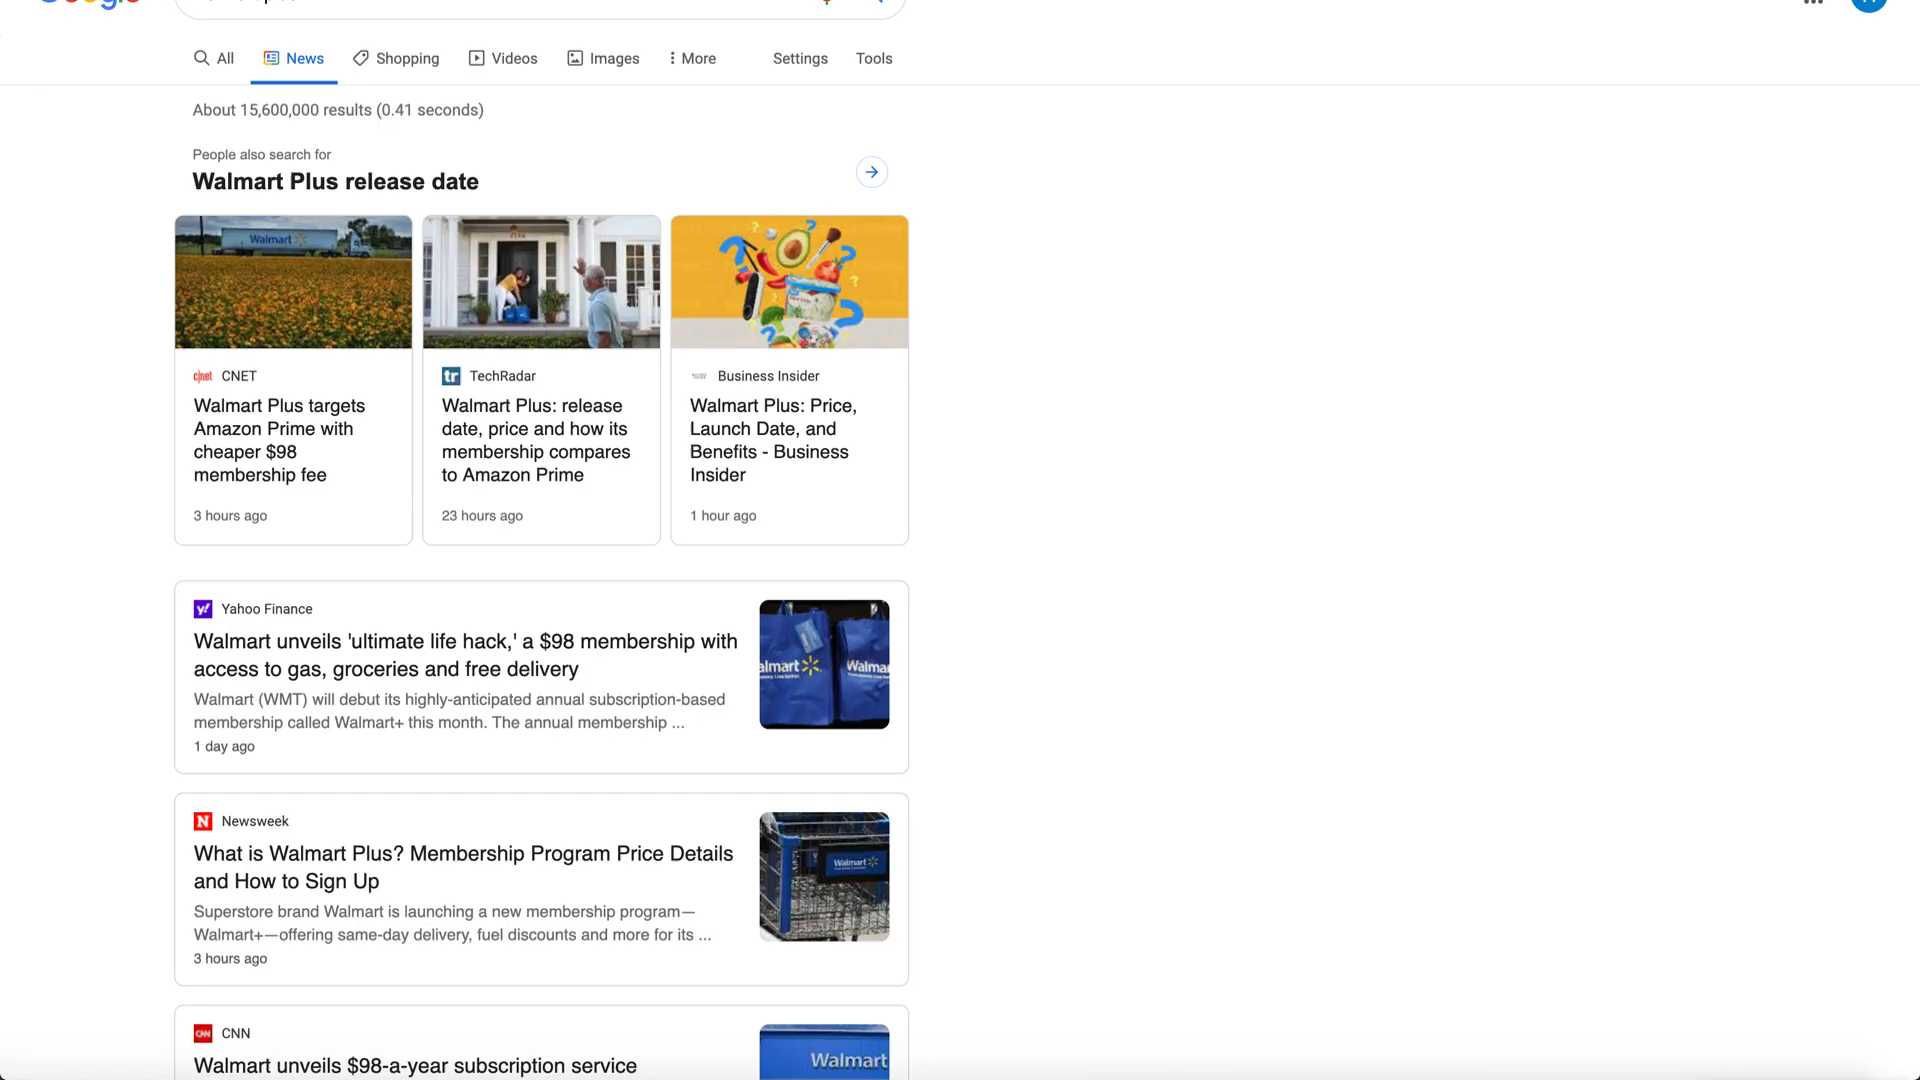 All
News
Shopping
Videos
Images
More
Settings
Tools
About 15,600,000 results (0.41 seconds)
People also search for
Walmart Plus release date
Walmart
CNET
Walmart Plus targets
Amazon Prime with
cheaper $98
membership fee
3 hours ago
tr TechRadar
Walmart Plus: release
date, price and how its
membership compares
to Amazon Prime
23 hours ago
Business Insider
Walmart Plus: Price,
Launch Date, and
Benefits - Business
Insider
1 hour ago
y! Yahoo Finance
Walmart unveils 'ultimate life hack,' a $98 membership with
access to gas, groceries and free delivery
Walmart (WMT) will debut its highly-anticipated annual subscription-based
membership called Walmart+ this month. The annual membership ...
1 day ago
almart
Walma
N Newsweek
What is Walmart Plus? Membership Program Price Details
and How to Sign Up
Superstore brand Walmart is launching a new membership program—
Walmart+—offering same-day delivery, fuel discounts and more for its ...
3 hours ago
Walmart
CNN CNN
Walmart unveils $98-a-year subscription service
Walmart